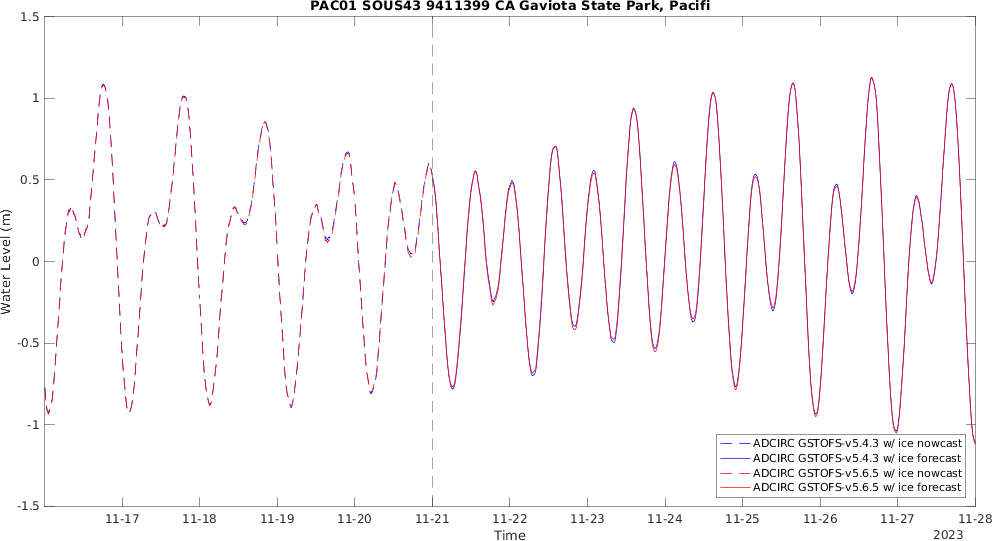 PAC01 SOUS43 9411399 CA Gaviota State Park, Pacifi
1.5
1
0.5
0
-0.5
-1
-1.5
Water Level (m)
11-17
11-18
11-19
11-20
11-21
11-22
11-23
11-24
11-25
11-26
11-27
11-28
Time
2023
ADCIRC GSTOFS-v5.4.3 w/ ice nowcast
ADCIRC GSTOFS-v5.4.3 w/ ice forecast
ADCIRC GSTOFS-v5.6.5 w/ ice nowcast
ADCIRC GSTOFS-v5.6.5 w/ ice forecast